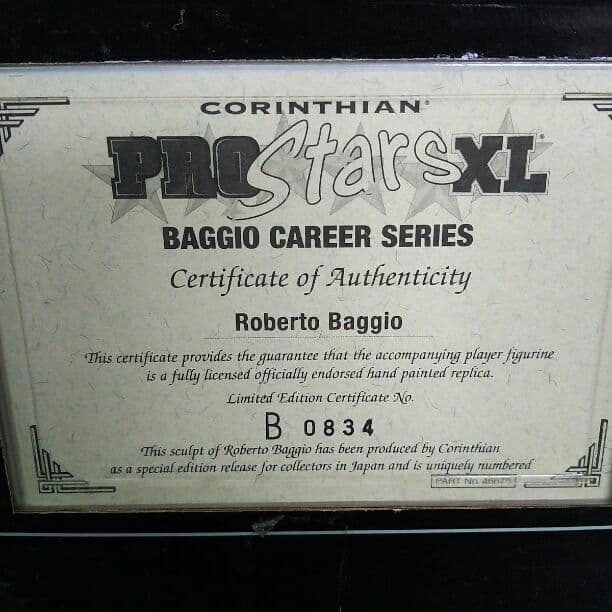 CORINTHIAN®
PROStarsXL
BAGGIO CAREER SERIES
Certificate of Authenticity
Roberto Baggio
This certificate provides the guarantee that the accompanying player figurine
is a fully licensed officially endorsed hand painted replica.
Limited Edition Certificate No.
B 0834
This sculpt of Roberto Baggio has been produced by Corinthian
as a special edition release for collectors in Japan and is uniquely numbered
PART No